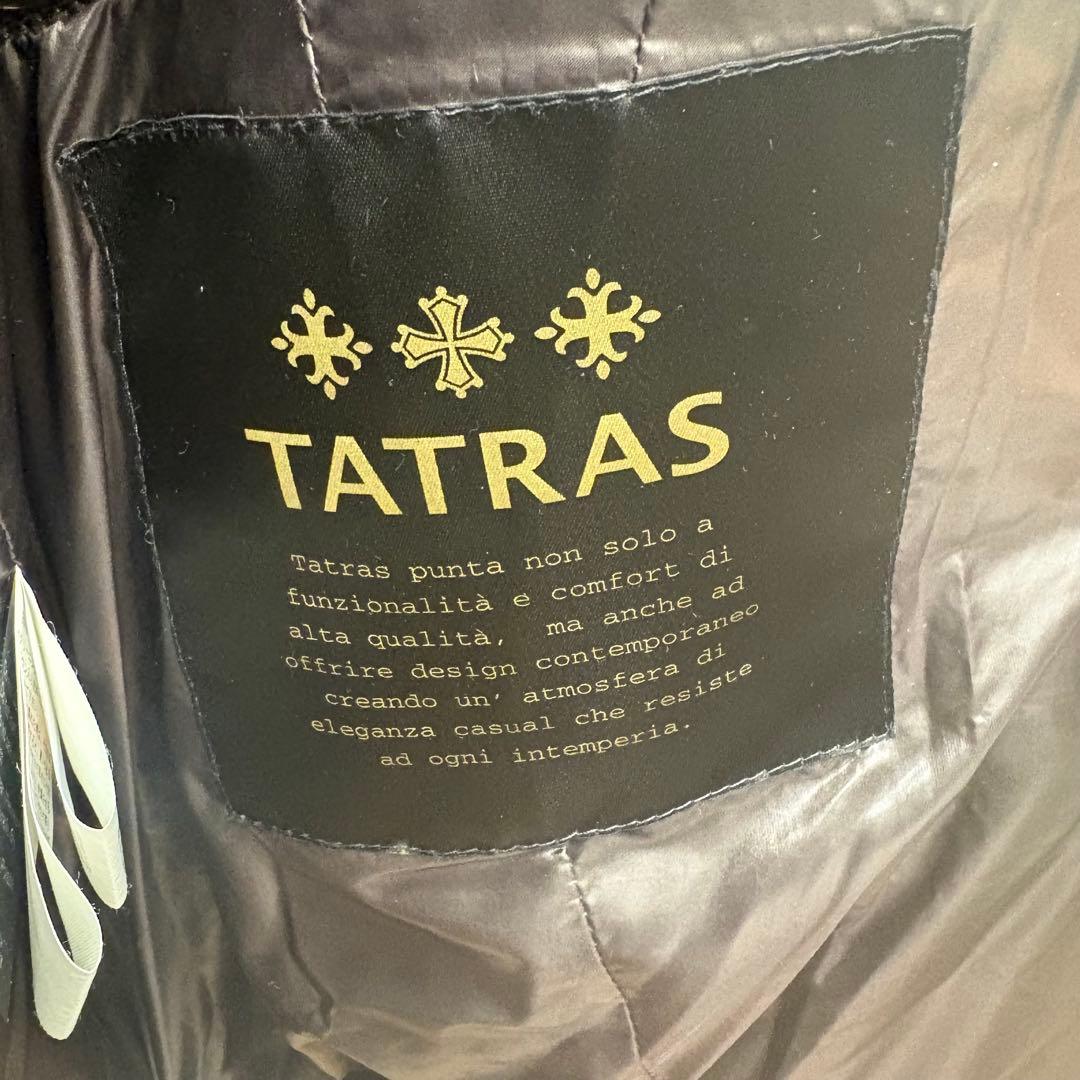 TATRAS
Tatras punta non solo a
funzionalità e comfort di
alta qualità, ma anche ad
offrire design contemporaneo
creando un' atmosfera di
eleganza casual che resiste
ad ogni intemperia.